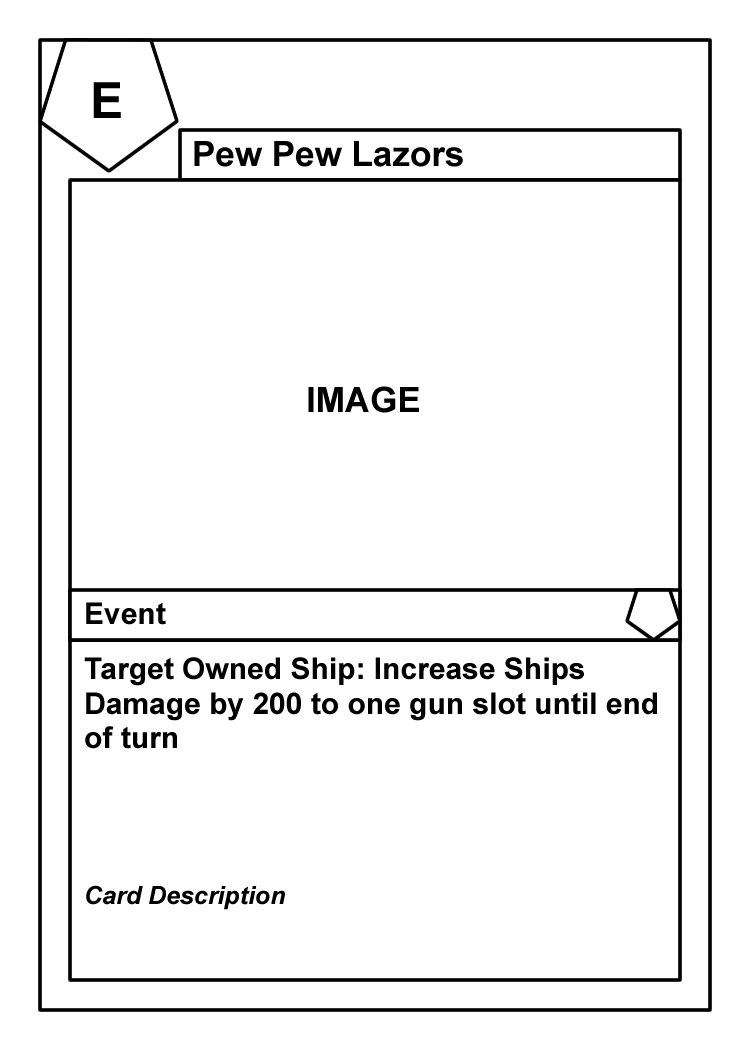 E
Pew Pew Lazors
IMAGE
Event
Target Owned Ship: Increase Ships
Damage by 200 to one gun slot until end
of turn
Card Description